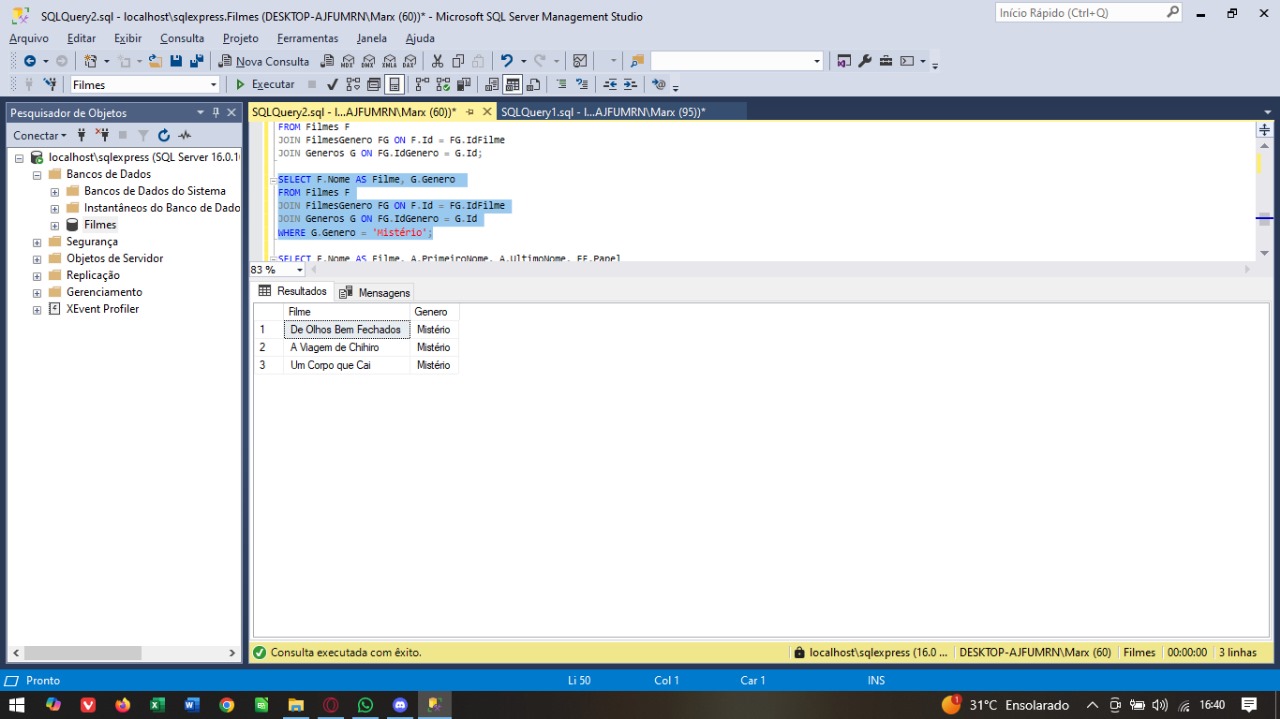 SQLQuery2.sql - localhost\sqlexpress.Filmes (DESKTOP-AJFUMRN\Marx (60))* - Microsoft SQL Server Management Studio
Início Rápido (Ctrl+Q)
Arquivo Editar Exibir Consulta Projeto Ferramentas Janela Ajuda
Nova Consulta
Filmes
Executar
Pesquisador de Objetos
SQLQuery2.sql - l...AJFUMRN\Marx (60))*
SQLQuery1.sql - l...AJFUMRN\Marx (95))*
Conectar
localhost\sqlexpress (SQL Server 16.0.1
Bancos de Dados
Bancos de Dados do Sistema
Instantâneos do Banco de Dado
Filmes
Segurança
Objetos de Servidor
Replicação
Gerenciamento
XEvent Profiler
FROM Filmes F
JOIN FilmesGenero FG ON F.Id = FG.IdFilme
JOIN Generos G ON FG.IdGenero = G.Id;
SELECT F.Nome AS Filme, G.Genero
FROM Filmes F
JOIN FilmesGenero FG ON F.Id = FG.IdFilme
JOIN Generos G ON FG.IdGenero = G.Id
WHERE G.Genero = 'Mistério';
SELECT F.Nome AS Filme, A.PrimeiroNome, A.UltimoNome, EF.Papel
83 %
Resultados Mensagens
Filme Genero
1 De Olhos Bem Fechados Mistério
2 A Viagem de Chihiro Mistério
3 Um Corpo que Cai Mistério
Consulta executada com êxito.
localhost\sqlexpress (16.0 ... DESKTOP-AJFUMRN\Marx (60) Filmes 00:00:00 3 linhas
Pronto Li 50 Col 1 Car 1 INS
1 31°C Ensolarado 16:40